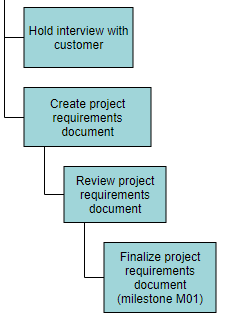 Hold interview with
customer
Create project
requirements
document
Review project
requirements
document
Finalize project
requirements
document
(milestone M01)